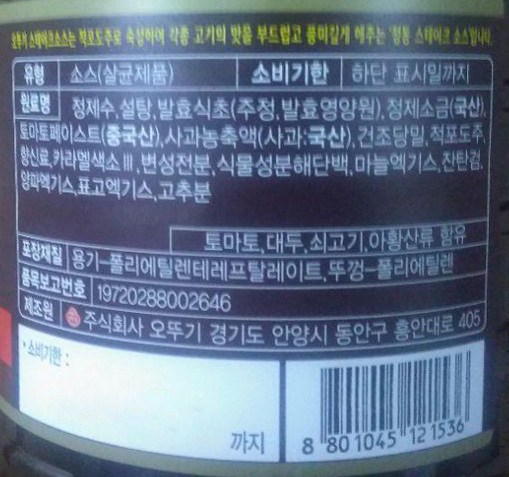 오뚜기 스테이크소스는 적포도주로 숙성하여 각종 고기의 맛을 부드럽고 풍미깊게 해주는 정통 스테이크 소스입니다.
유형 소스(살균제품) 소비기한 하단 표시일까지
원료명 정제수,설탕,발효식초(주정,발효영양원),정제소금(국산),
토마토페이스트(중국산),사과농축액(사과:국산),건조당밀,적포도주,
향신료,카라멜색소Ⅲ,변성전분,식물성분해단백,마늘엑기스,잔탄검,
양파엑기스,표고엑기스,고추분
토마토,대두,쇠고기,아황산류 함유
포장재질 용기-폴리에틸렌테레프탈레이트,뚜껑-폴리에틸렌
품목보고번호 19720288002646
제조원 주식회사 오뚜기 경기도 안양시 동안구 흥안대로 405
• 소비기한 :
까지
8 801045 121536